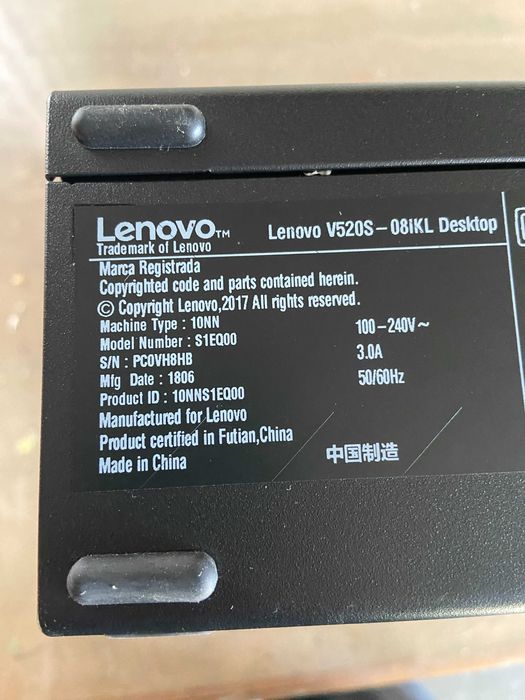 Lenovo TM
Lenovo V520S-08IKL Desktop
Trademark of Lenovo
Marca Registrada
Copyrighted code and parts contained herein.
© Copyright Lenovo,2017 All rights reserved.
Machine Type : 10NN
100-240V~
Model Number : S1EQ00
3.0A
S/N : PC0VH8HB
50/60Hz
Mfg Date : 1806
Product ID : 10NNS1EQ00
Manufactured for Lenovo
Product certified in Futian,China
Made in China
中国制造